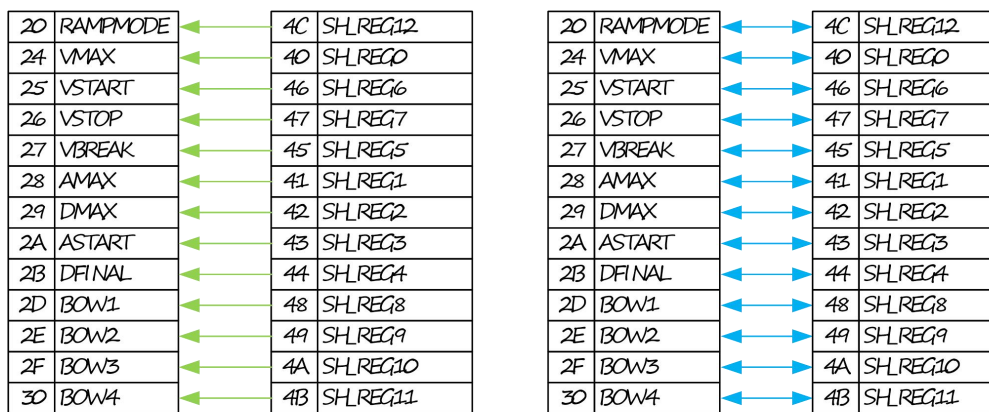 20 RAMPMODE 4C SH_REG12 20 RAMPMODE 4C SH_REG12
24 VMAX 40 SH_REG0 24 VMAX 40 SH_REG0
25 VSTART 46 SH_REG6 25 VSTART 46 SH_REG6
26 VSTOP 47 SH_REG7 26 VSTOP 47 SH_REG7
27 VBREAK 45 SH_REG5 27 VBREAK 45 SH_REG5
28 AMAX 41 SH_REG1 28 AMAX 41 SH_REG1
29 DMAX 42 SH_REG2 29 DMAX 42 SH_REG2
2A ASTART 43 SH_REG3 2A ASTART 43 SH_REG3
2B DFINAL 44 SH_REG4 2B DFINAL 44 SH_REG4
2D BOW1 48 SH_REG8 2D BOW1 48 SH_REG8
2E BOW2 49 SH_REG9 2E BOW2 49 SH_REG9
2F BOW3 4A SH_REG10 2F BOW3 4A SH_REG10
30 BOW4 4B SH_REG11 30 BOW4 4B SH_REG11